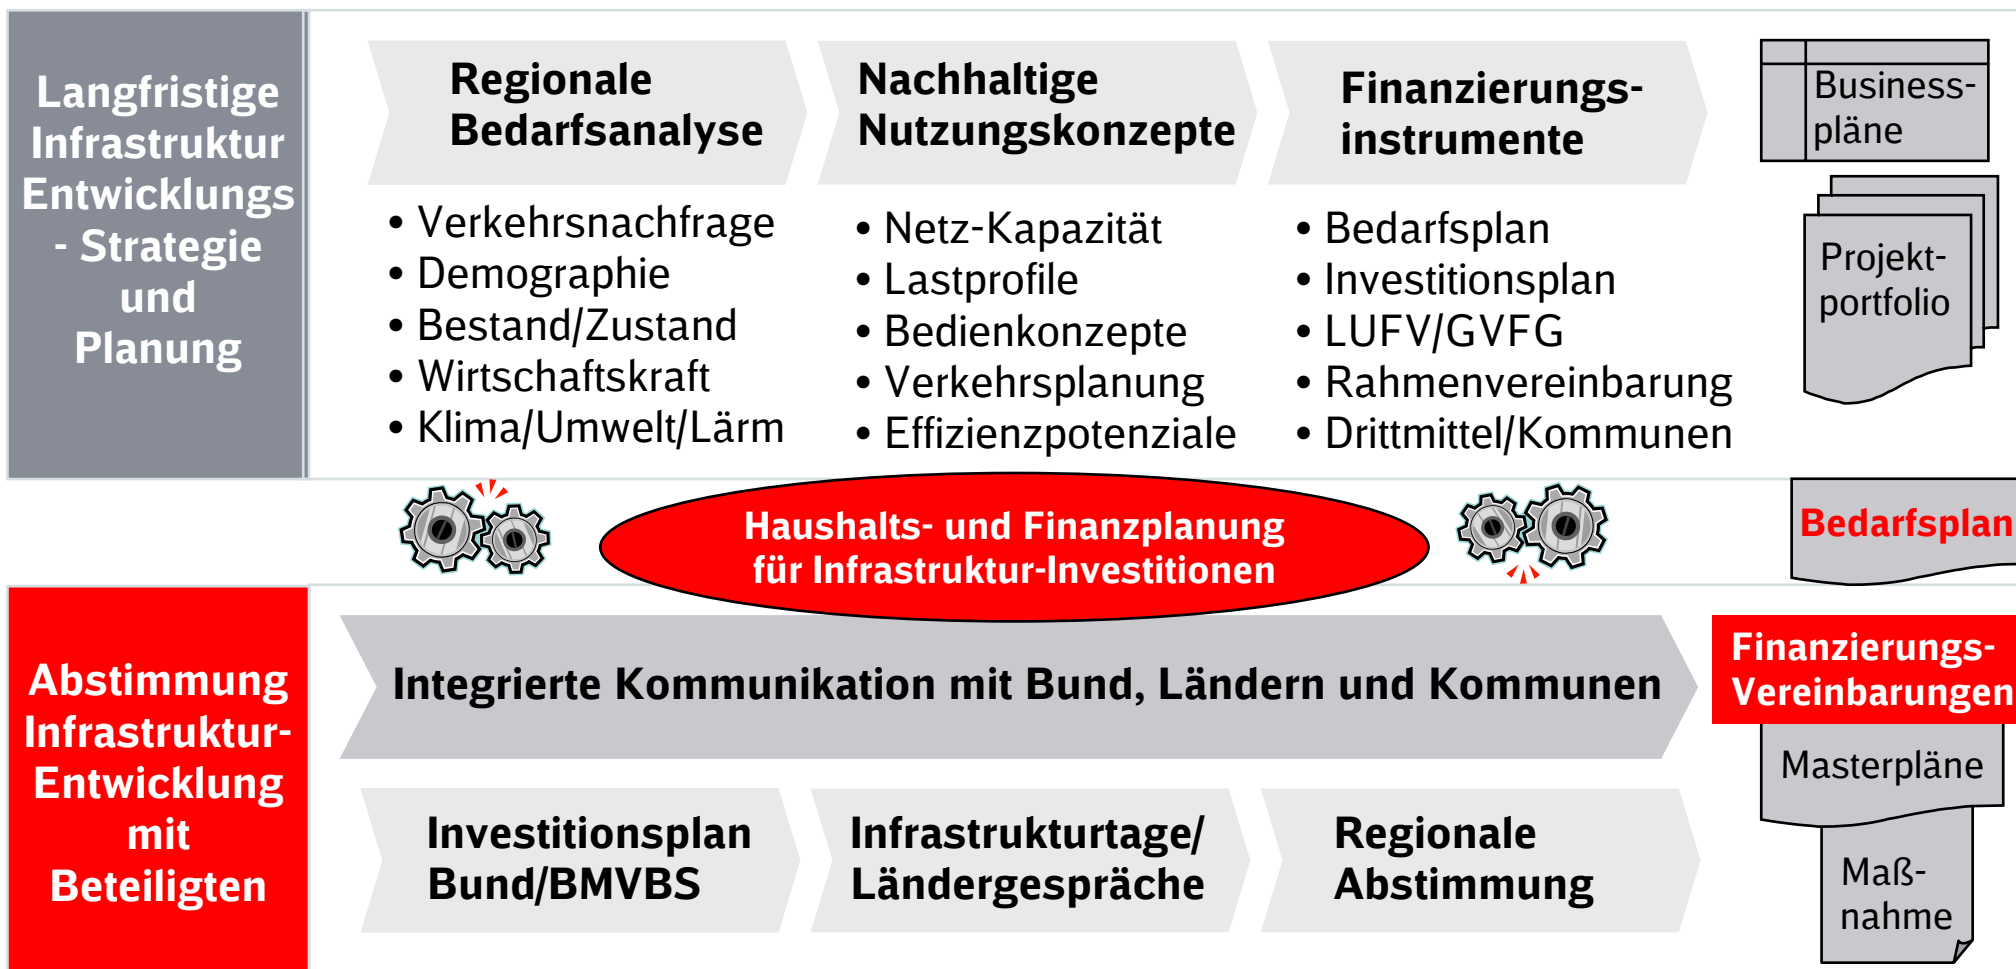 Langfristige
Infrastruktur
Entwicklungs
- Strategie
und
Planung
Regionale
Bedarfsanalyse
• Verkehrsnachfrage
• Demographie
• Bestand/Zustand
• Wirtschaftskraft
• Klima/Umwelt/Lärm
Nachhaltige
Nutzungskonzepte
• Netz-Kapazität
• Lastprofile
• Bedienkonzepte
• Verkehrsplanung
• Effizienzpotenziale
Finanzierungs-
instrumente
• Bedarfsplan
• Investitionsplan
• LUFV/GVFG
• Rahmenvereinbarung
• Drittmittel/Kommunen
Business-
pläne
Projekt-
portfolio
Haushalts- und Finanzplanung
für Infrastruktur-Investitionen
Bedarfsplan
Abstimmung
Infrastruktur-
Entwicklung
mit
Beteiligten
Integrierte Kommunikation mit Bund, Ländern und Kommunen
Investitionsplan
Bund/BMVBS
Infrastrukturtage/
Ländergespräche
Regionale
Abstimmung
Finanzierungs-
Vereinbarungen
Masterpläne
Maß-
nahme